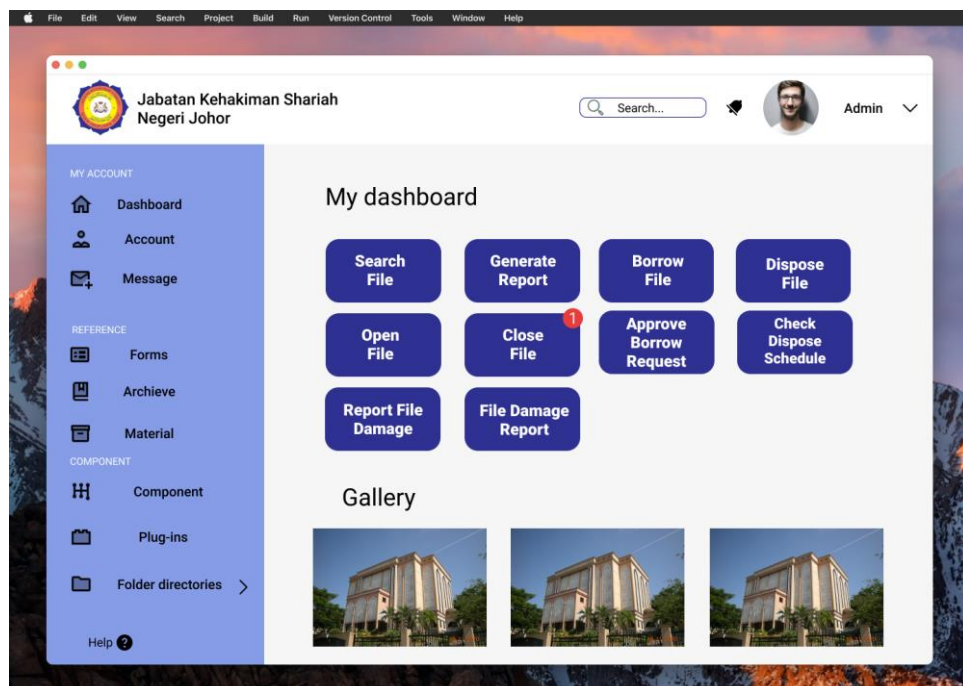 File Edit View Search Project Build Run Version Control Tools Window Help
Jabatan Kehakiman Shariah
Negeri Johor
Search...
Admin
MY ACCOUNT
Dashboard
Account
Message
REFERENCE
Forms
Archieve
Material
COMPONENT
Component
Plug-ins
Folder directories
Help ?
My dashboard
Search
File
Generate
Report
Borrow
File
Dispose
File
Open
File
1
Close
File
Approve
Borrow
Request
Check
Dispose
Schedule
Report File
Damage
File Damage
Report
Gallery